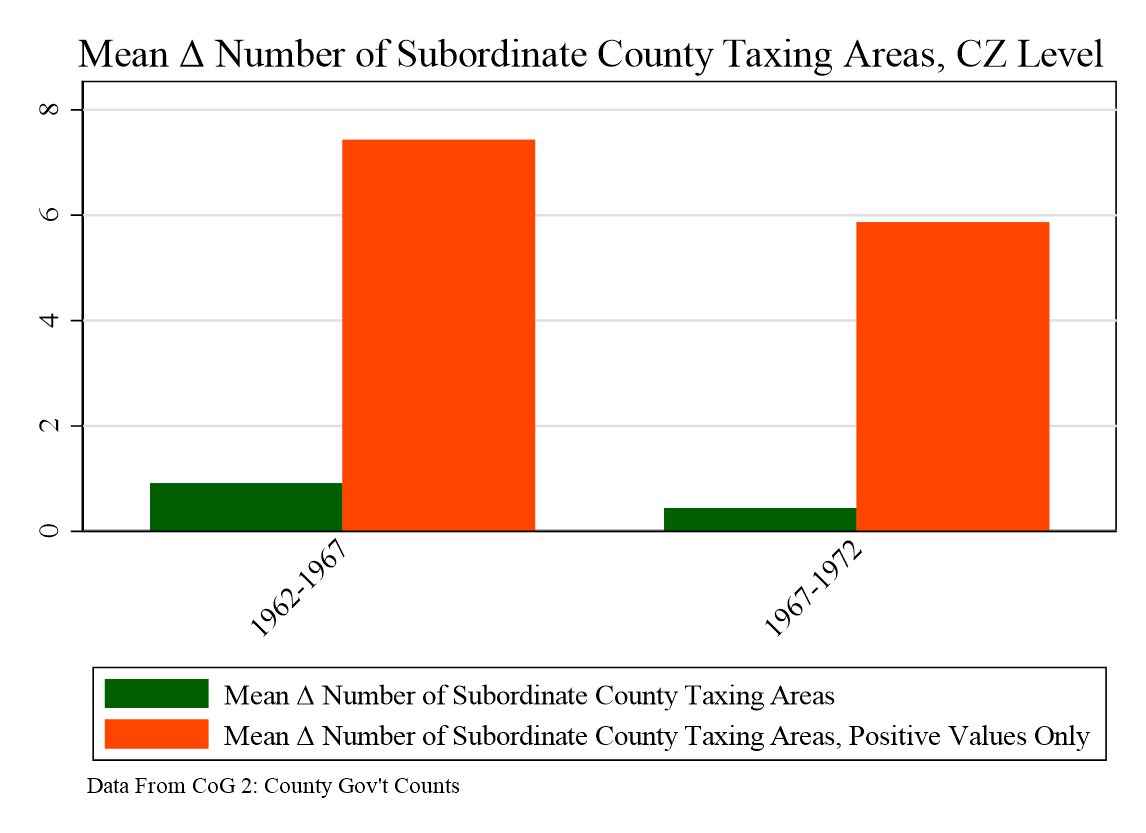 Mean Δ Number of Subordinate County Taxing Areas, CZ Level
8
6
4
2
0
1962-1967
1967-1972
Mean Δ Number of Subordinate County Taxing Areas
Mean Δ Number of Subordinate County Taxing Areas, Positive Values Only
Data From CoG 2: County Gov't Counts